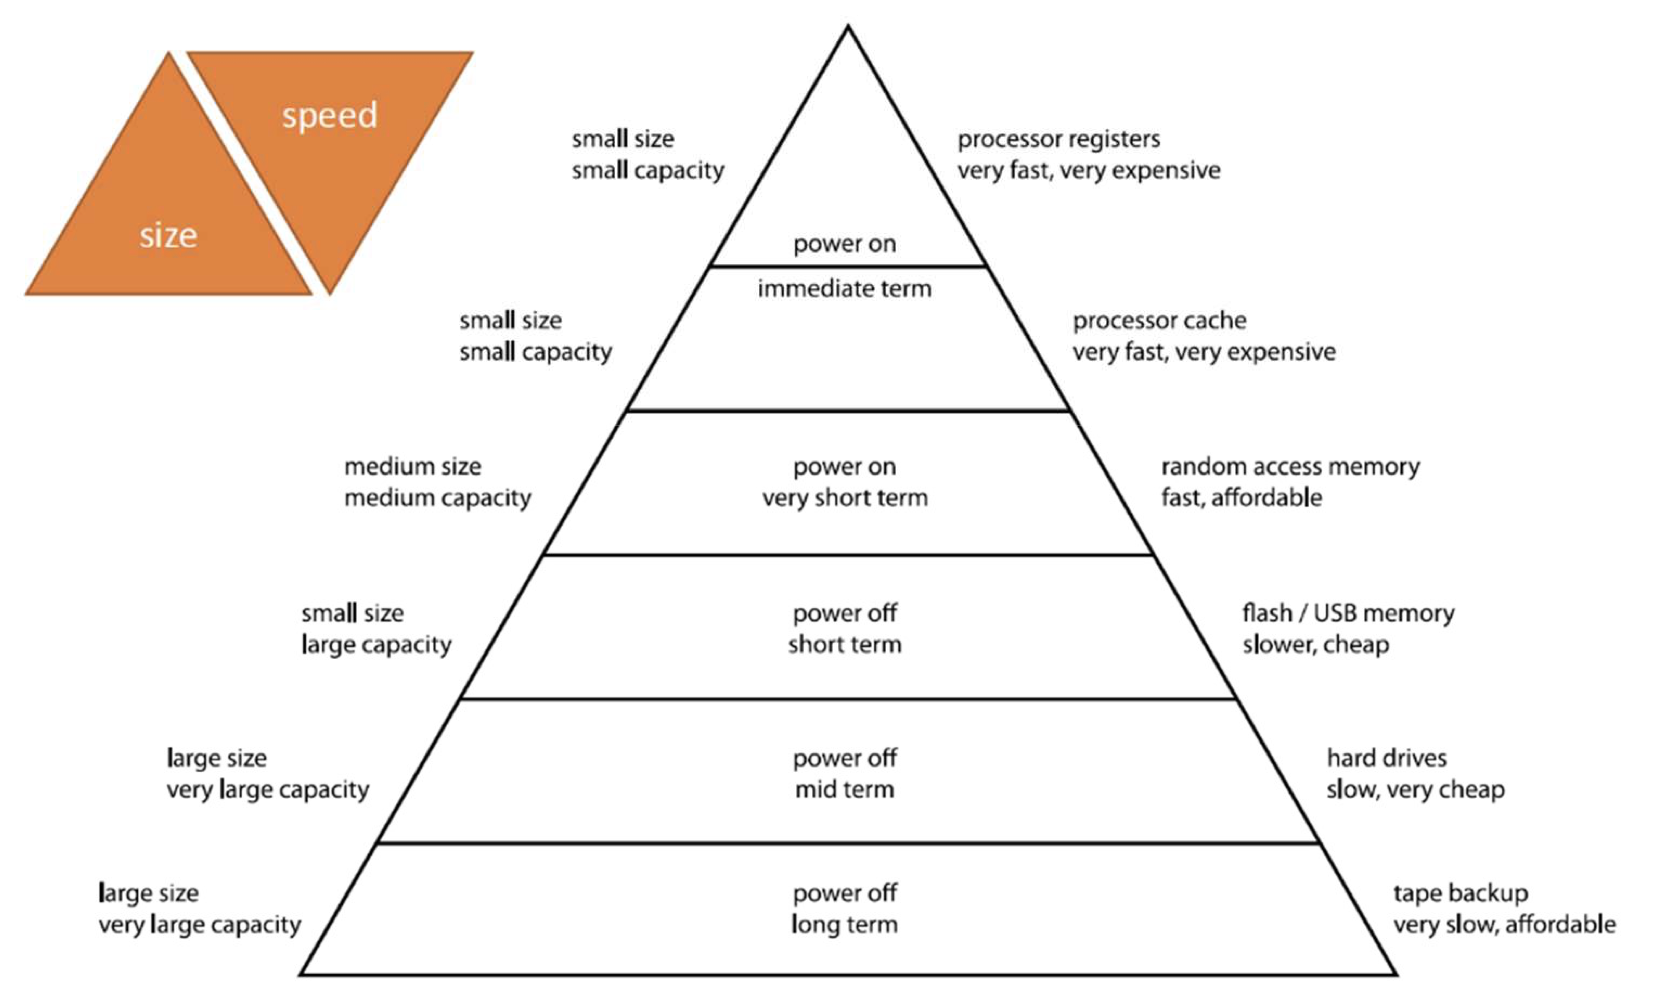 speed
size
small size
small capacity
processor registers
very fast, very expensive
power on
immediate term
small size
small capacity
processor cache
very fast, very expensive
medium size
medium capacity
power on
very short term
random access memory
fast, affordable
small size
large capacity
power off
short term
flash / USB memory
slower, cheap
large size
very large capacity
power off
mid term
hard drives
slow, very cheap
large size
very large capacity
power off
long term
tape backup
very slow, affordable